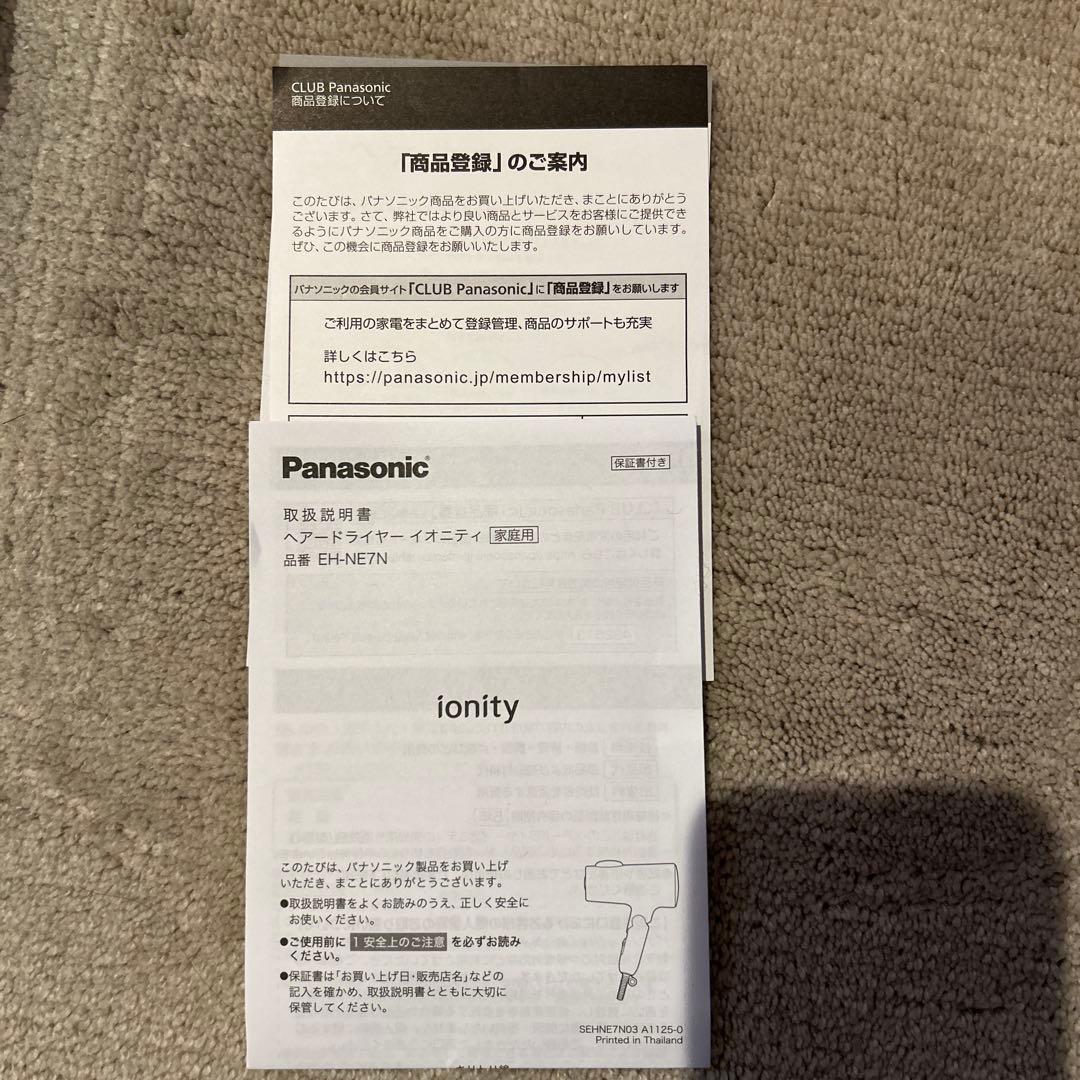 CLUB Panasonic
商品登録について
「商品登録」のご案内
このたびは、パナソニック商品をお買い上げいただき、まことにありがとう
ございます。さて、弊社ではより良い商品とサービスをお客様にご提供でき
るようにパナソニック商品をご購入の方に商品登録をお願いしています。
ぜひ、この機会に商品登録をお願いいたします。
パナソニックの会員サイト「CLUB Panasonic」に「商品登録」をお願いします
ご利用の家電をまとめて登録管理、商品のサポートも充実
詳しくはこちら
https://panasonic.jp/membership/mylist
Panasonic®
保証書付き
取扱説明書
ヘアードライヤー イオニティ 家庭用
品番 EH-NE7N
ionity
このたびは、パナソニック製品をお買い上げ
いただき、まことにありがとうございます。
●取扱説明書をよくお読みのうえ、正しく安全に
お使いください。
●ご使用前に 1 安全上のご注意 を必ずお読み
ください。
●保証書は「お買い上げ日・販売店名」などの
記入を確かめ、取扱説明書とともに大切に
保管してください。
SEHNE7N03 A1125-0
Printed in Thailand